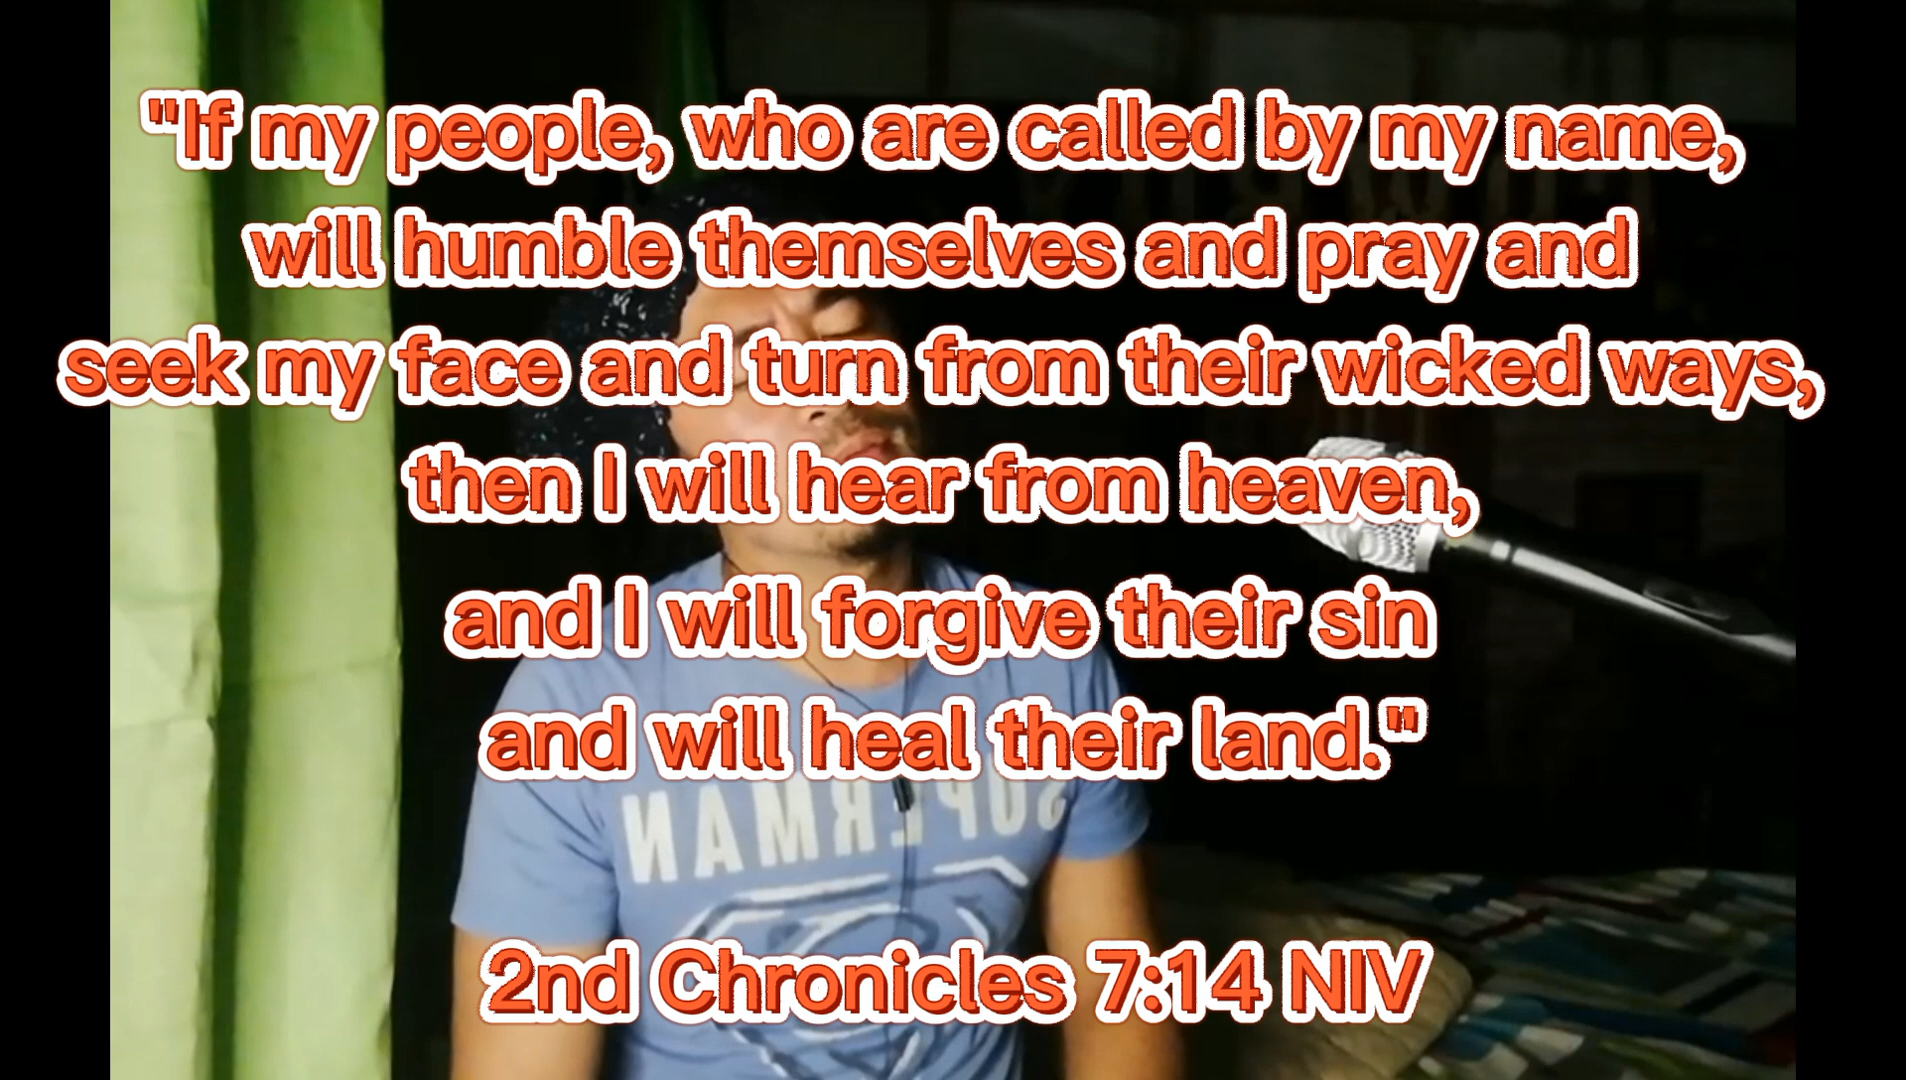 "If my people, who are called by my name,
will humble themselves and pray and
seek my face and turn from their wicked ways,
then I will hear from heaven,
and I will forgive their sin
and will heal their land."
SUPERMAN
2nd Chronicles 7:14 NIV